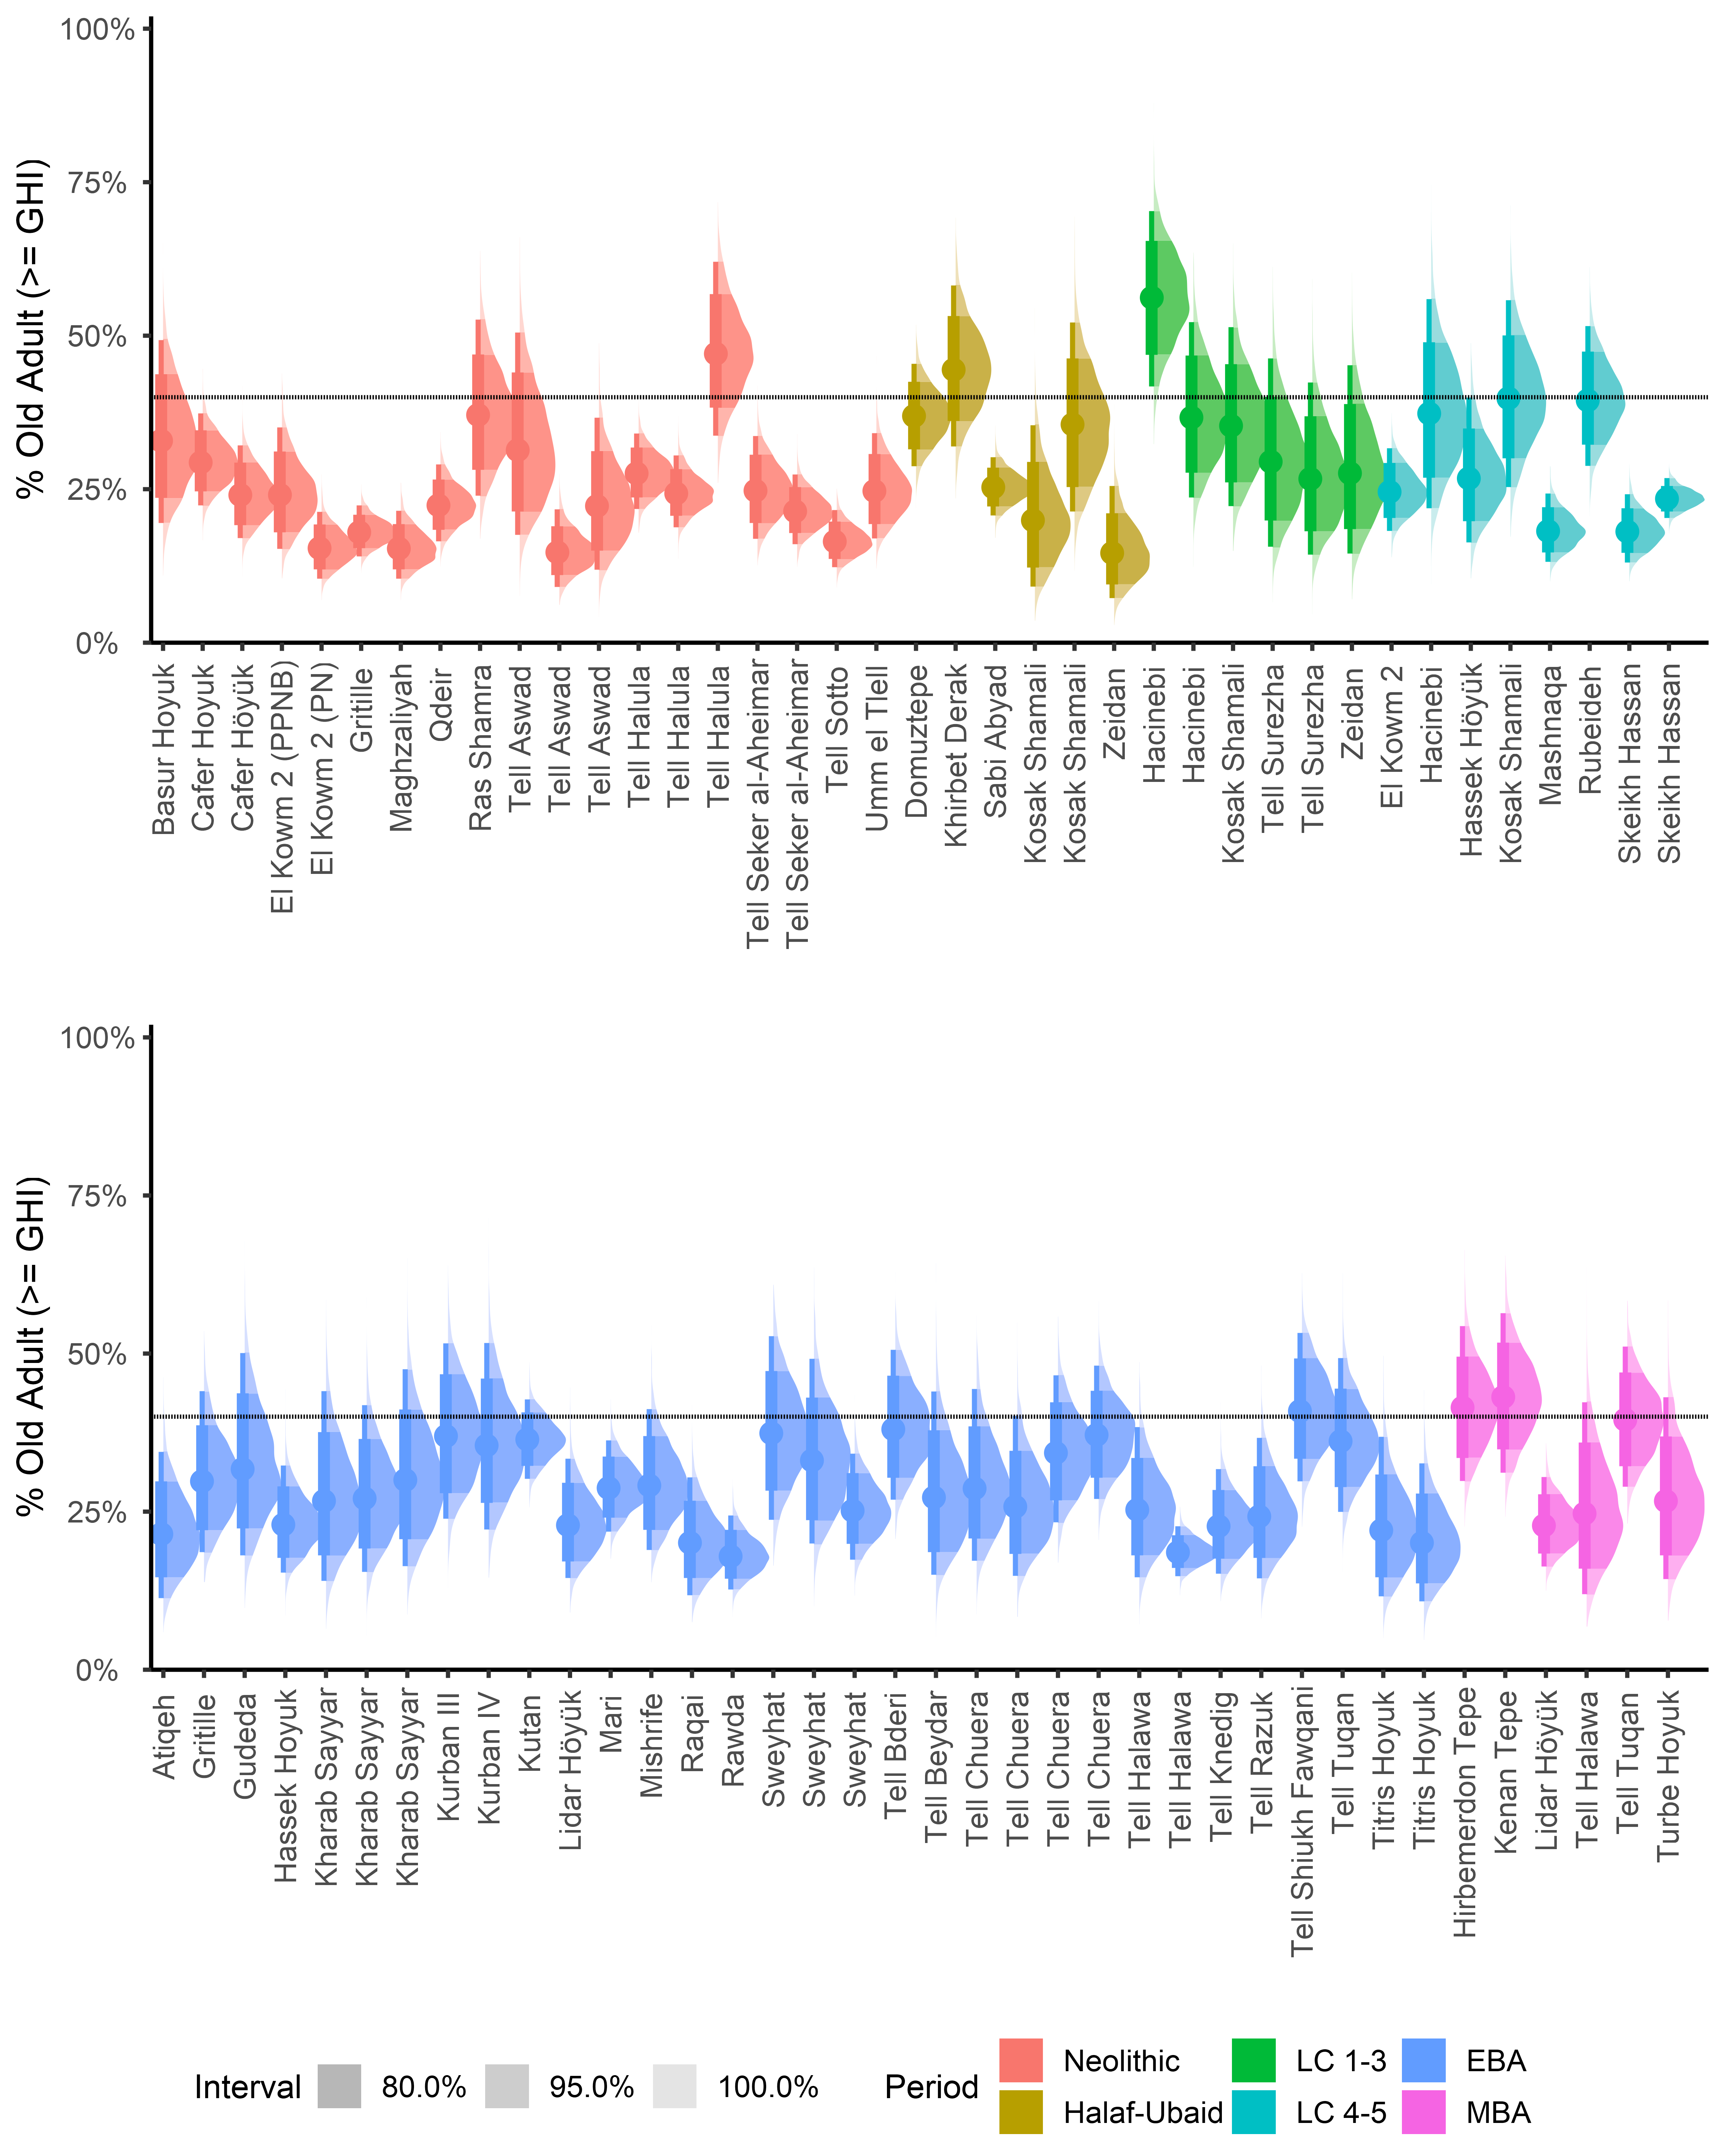 100%
75%
50%
25%
0%
% Old Adult (>= GHI)
Basur Hoyuk
Cafer Hoyuk
Cafer Höyük
El Kowm 2 (PPNB)
El Kowm 2 (PN)
Gritille
Maghzaliyah
Qdeir
Ras Shamra
Tell Aswad
Tell Aswad
Tell Aswad
Tell Halula
Tell Halula
Tell Halula
Tell Seker al-Aheimar
Tell Seker al-Aheimar
Tell Sotto
Umm el Tlell
Domuztepe
Khirbet Derak
Sabi Abyad
Kosak Shamali
Kosak Shamali
Zeidan
Hacinebi
Hacinebi
Kosak Shamali
Tell Surezha
Tell Surezha
Zeidan
El Kowm 2
Hacinebi
Hassek Höyük
Kosak Shamali
Mashnaqa
Rubeideh
Skeikh Hassan
Skeikh Hassan
100%
75%
50%
25%
0%
% Old Adult (>= GHI)
Atiqeh
Gritille
Gudeda
Hassek Hoyuk
Kharab Sayyar
Kharab Sayyar
Kharab Sayyar
Kurban III
Kurban IV
Kutan
Lidar Höyük
Mari
Mishrife
Raqai
Rawda
Sweyhat
Sweyhat
Sweyhat
Tell Bderi
Tell Beydar
Tell Chuera
Tell Chuera
Tell Chuera
Tell Chuera
Tell Halawa
Tell Halawa
Tell Knedig
Tell Razuk
Tell Shiukh Fawqani
Tell Tuqan
Titris Hoyuk
Titris Hoyuk
Hirbemerdon Tepe
Kenan Tepe
Lidar Höyük
Tell Halawa
Tell Tuqan
Turbe Hoyuk
Interval 80.0% 95.0% 100.0%
Period Neolithic LC 1-3 EBA
Halaf-Ubaid LC 4-5 MBA